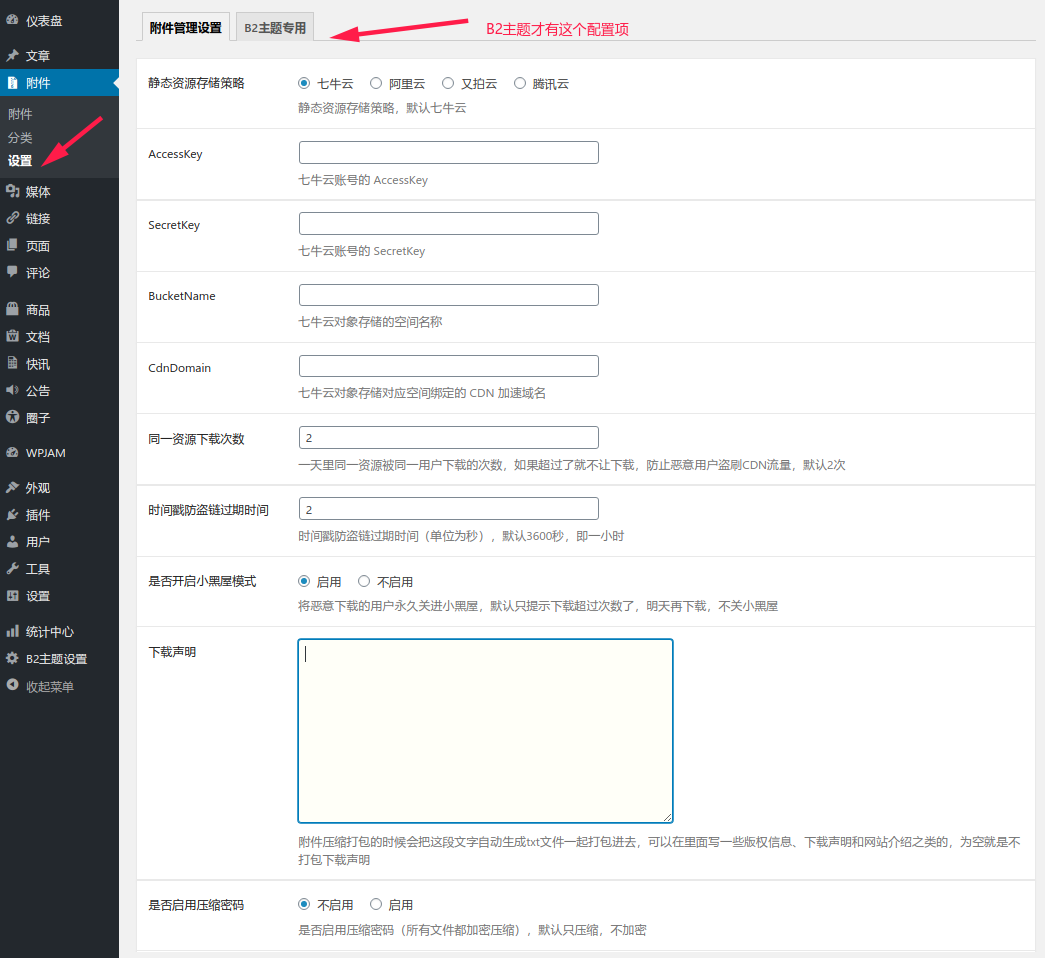 仪表盘
文章
附件
附件
分类
设置
媒体
链接
页面
评论
商品
文档
快讯
公告
圈子
WPJAM
外观
插件
用户
工具
设置
统计中心
B2主题设置
收起菜单
附件管理设置
B2主题专用
B2主题才有这个配置项
静态资源存储策略
七牛云 阿里云 又拍云 腾讯云
静态资源存储策略，默认七牛云
AccessKey
七牛云账号的 AccessKey
SecretKey
七牛云账号的 SecretKey
BucketName
七牛云对象存储的空间名称
CdnDomain
七牛云对象存储对应空间绑定的 CDN 加速域名
同一资源下载次数
2
一天里同一资源被同一用户下载的次数，如果超过了就不让下载，防止恶意用户盗刷CDN流量，默认2次
时间戳防盗链过期时间
2
时间戳防盗链过期时间（单位为秒），默认3600秒，即一小时
是否开启小黑屋模式
启用 不启用
将恶意下载的用户永久关进小黑屋，默认只提示下载超过次数了，明天再下载，不关小黑屋
下载声明
附件压缩打包的时候会把这段文字自动生成txt文件一起打包进去，可以在里面写一些版权信息、下载声明和网站介绍之类的，为空就是不
打包下载声明
是否启用压缩密码
不启用 启用
是否启用压缩密码（所有文件都加密压缩），默认只压缩，不加密